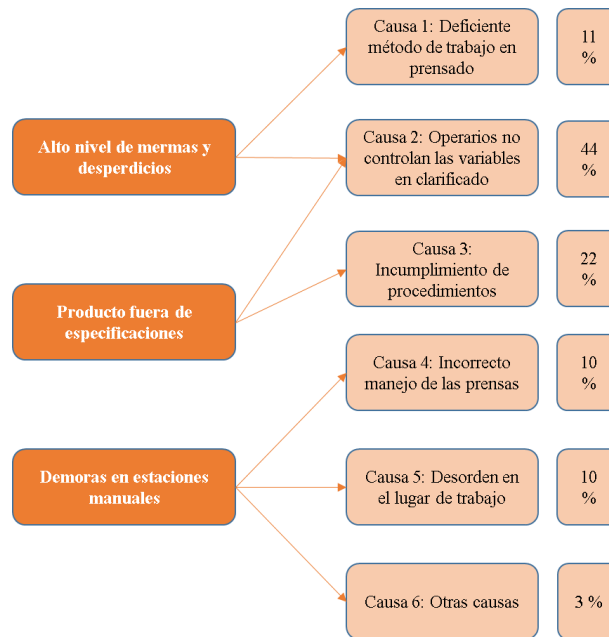 Causa 1: Deficiente
método de trabajo en
prensado
11
%
Alto nivel de mermas y
desperdicios
Causa 2: Operarios no
controlan las variables
en clarificado
44
%
Causa 3:
Incumplimiento de
procedimientos
22
%
Producto fuera de
especificaciones
Causa 4: Incorrecto
manejo de las prensas
10
%
Demoras en estaciones
manuales
Causa 5: Desorden en
el lugar de trabajo
10
%
Causa 6: Otras causas
3 %